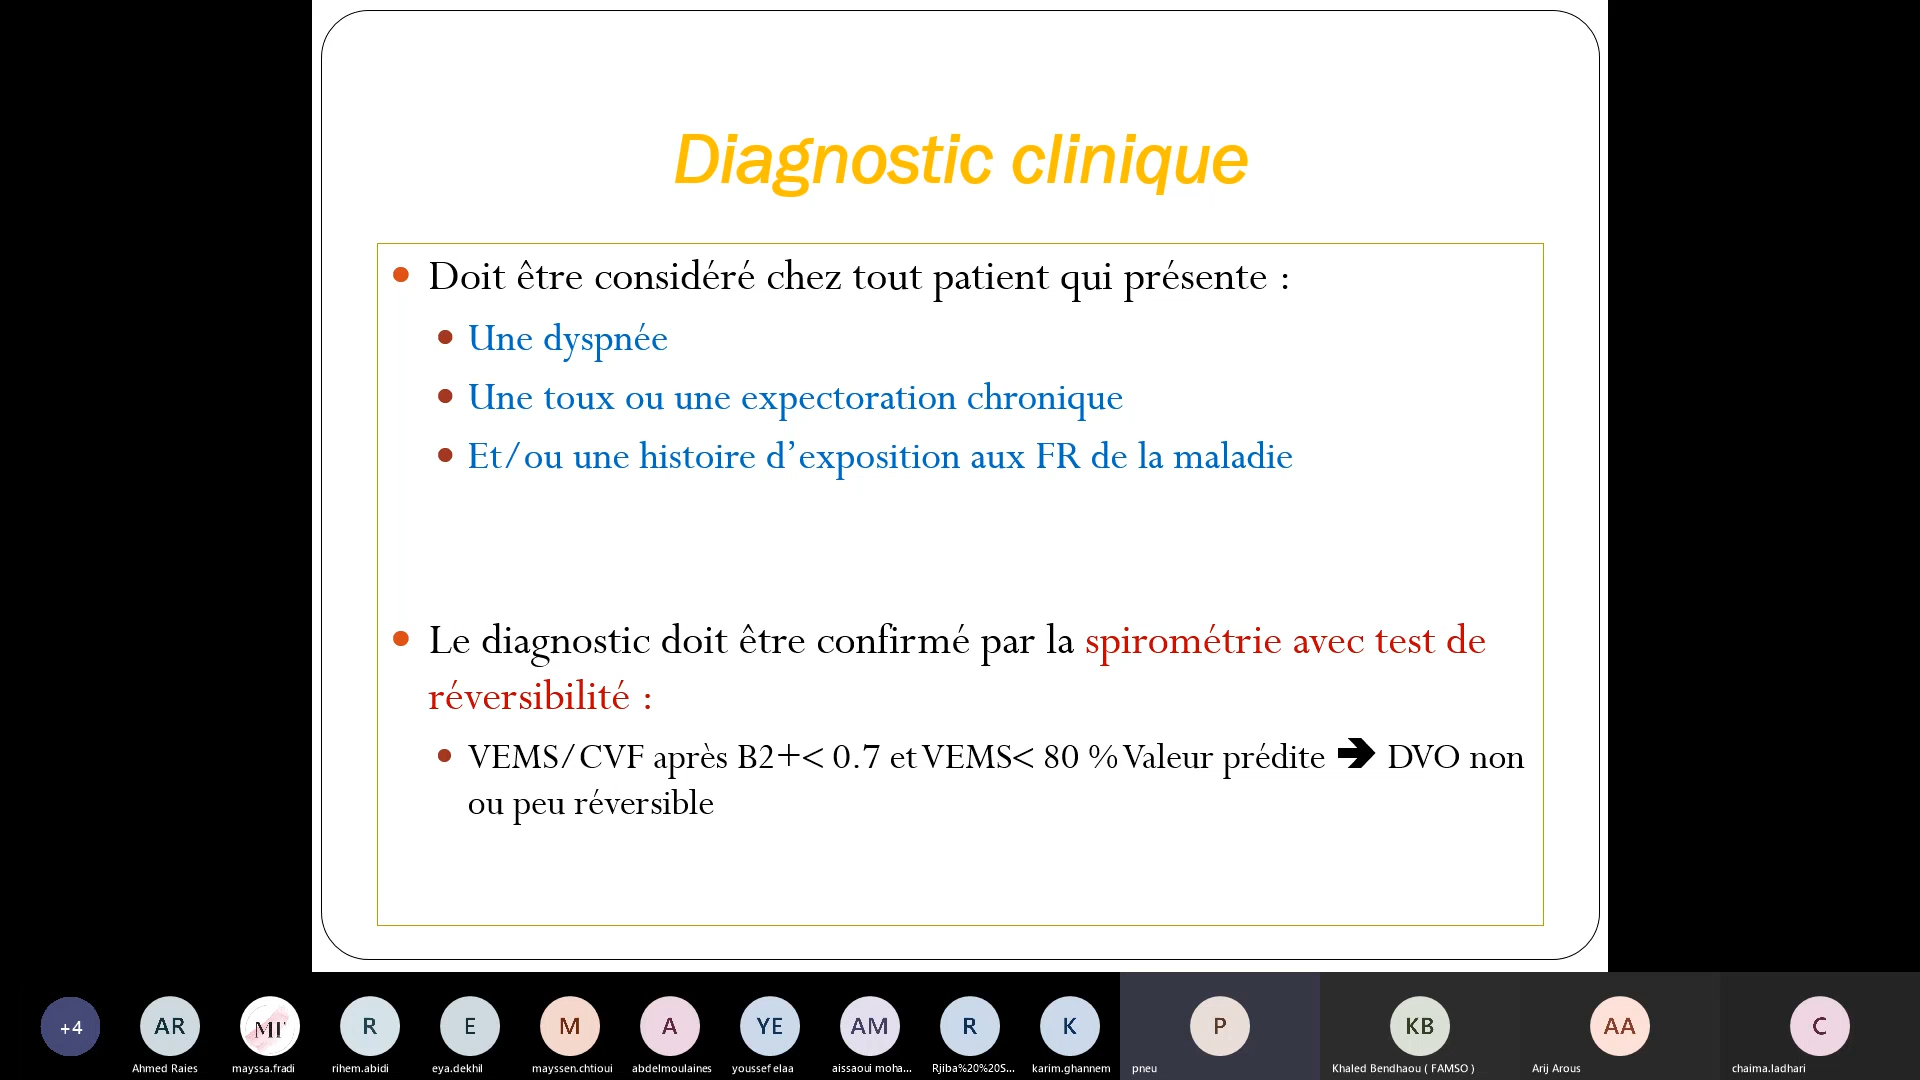 Diagnostic clinique
Doit être considéré chez tout patient qui présente :
Une dyspnée
Une toux ou une expectoration chronique
Et/ou une histoire d’exposition aux FR de la maladie
Le diagnostic doit être confirmé par la spirométrie avec test de
réversibilité :
VEMS/CVF après B2+< 0.7 et VEMS< 80 % Valeur prédite 🡺 DVO non
ou peu réversible
+4 AR MF R E M A YE AM R K P KB AA C
Ahmed Raies mayssa.fradi rihem.abidi eya.dekhil mayssen.chtioui abdelmoulaines youssef elaa aissaoui moha... Rjiba%20%20S... karim.ghannem pneu Khaled Bendhaou ( FAMSO ) Arij Arous chaima.ladhari